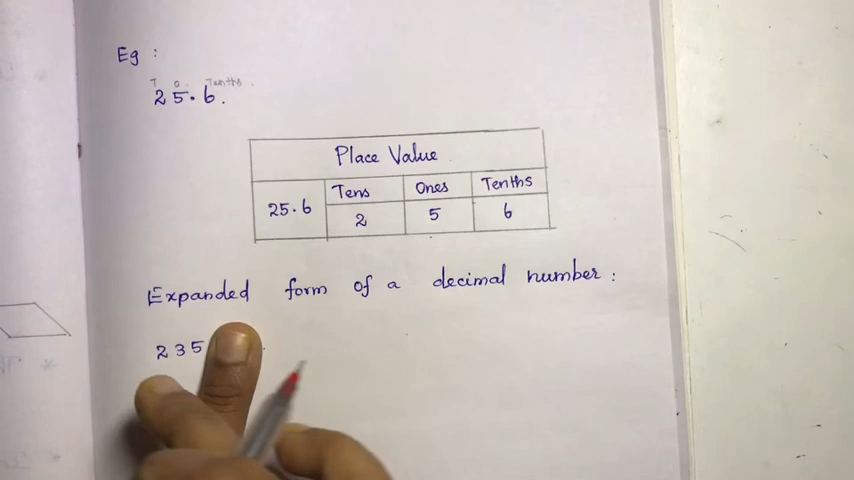 Eg :
T O. Tenths.
25.6.
Place Value
25.6 Tens Ones Tenths
2 5 6
Expanded form of a decimal number :
235